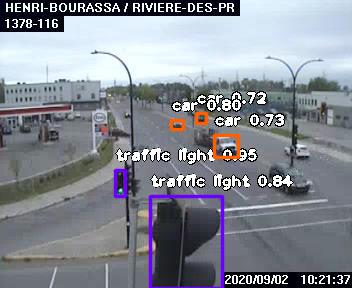 HENRI-BOURASSA / RIVIERE-DES-PR
1378-116
car 0.72
car 0.80
car 0.73
traffic light 0.95
traffic light 0.84
2020/09/02 10:21:37